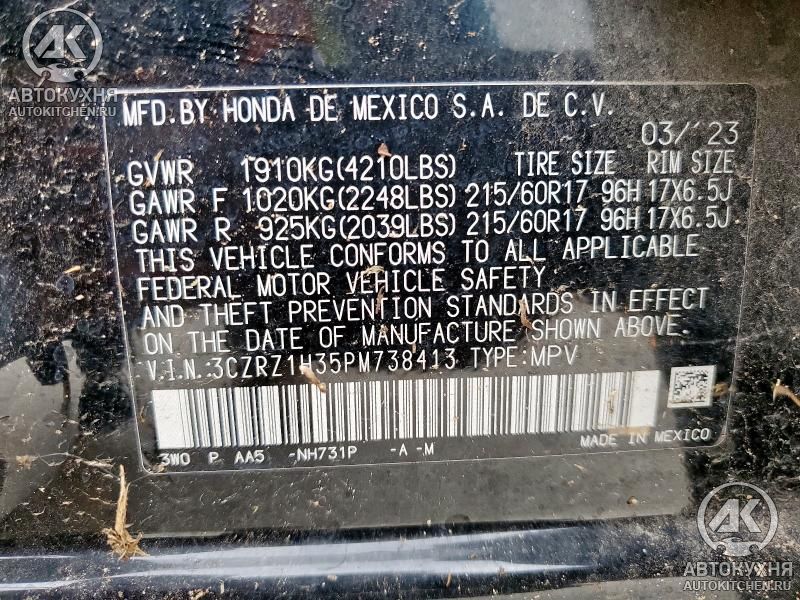 AK
АВТОКУХНЯ
AUTOKITCHEN.RU
MFD.BY HONDA DE MEXICO S.A. DE C.V.
03/'23
GVWR 1910KG(4210LBS) TIRE SIZE RIM SIZE
GAWR F 1020KG(2248LBS) 215/60R17 96H 17X6.5J
GAWR R 925KG(2039LBS) 215/60R17 96H 17X6.5J
THIS VEHICLE CONFORMS TO ALL APPLICABLE
FEDERAL MOTOR VEHICLE SAFETY
AND THEFT PREVENTION STANDARDS IN EFFECT
ON THE DATE OF MANUFACTURE SHOWN ABOVE.
V.I.N.:3CZRZ1H35PM738413 TYPE:MPV
3W0 P AA5 -NH731P -A -M MADE IN MEXICO
AK
АВТОКУХНЯ
AUTOKITCHEN.RU